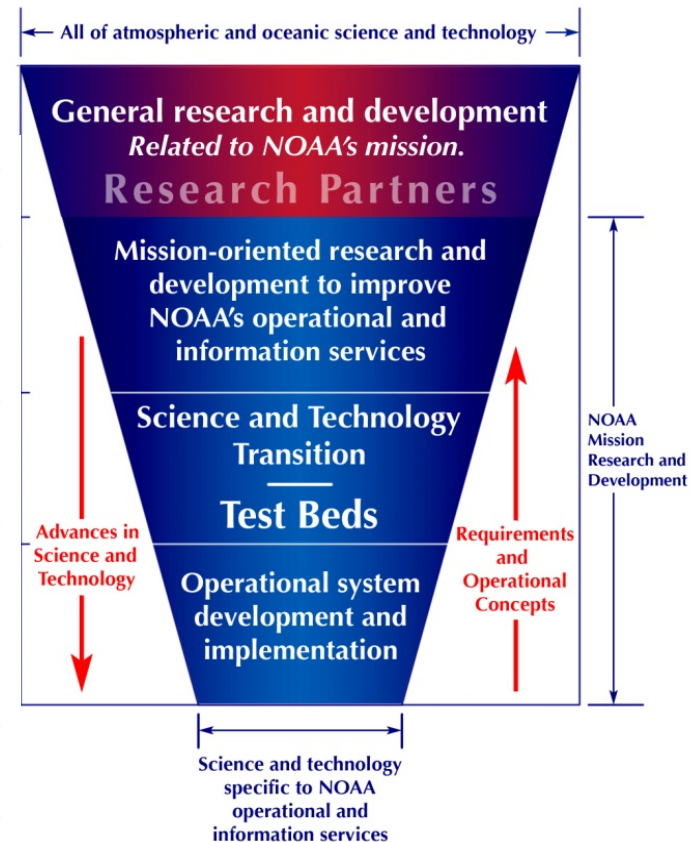 All of atmospheric and oceanic science and technology
General research and development
Related to NOAA's mission.
Research Partners
Mission-oriented research and
development to improve
NOAA's operational and
information services
Science and Technology
Transition
Test Beds
Operational system
development and
implementation
Advances in
Science and
Technology
Requirements
and
Operational
Concepts
NOAA
Mission
Research and
Development
Science and technology
specific to NOAA
operational and
information services